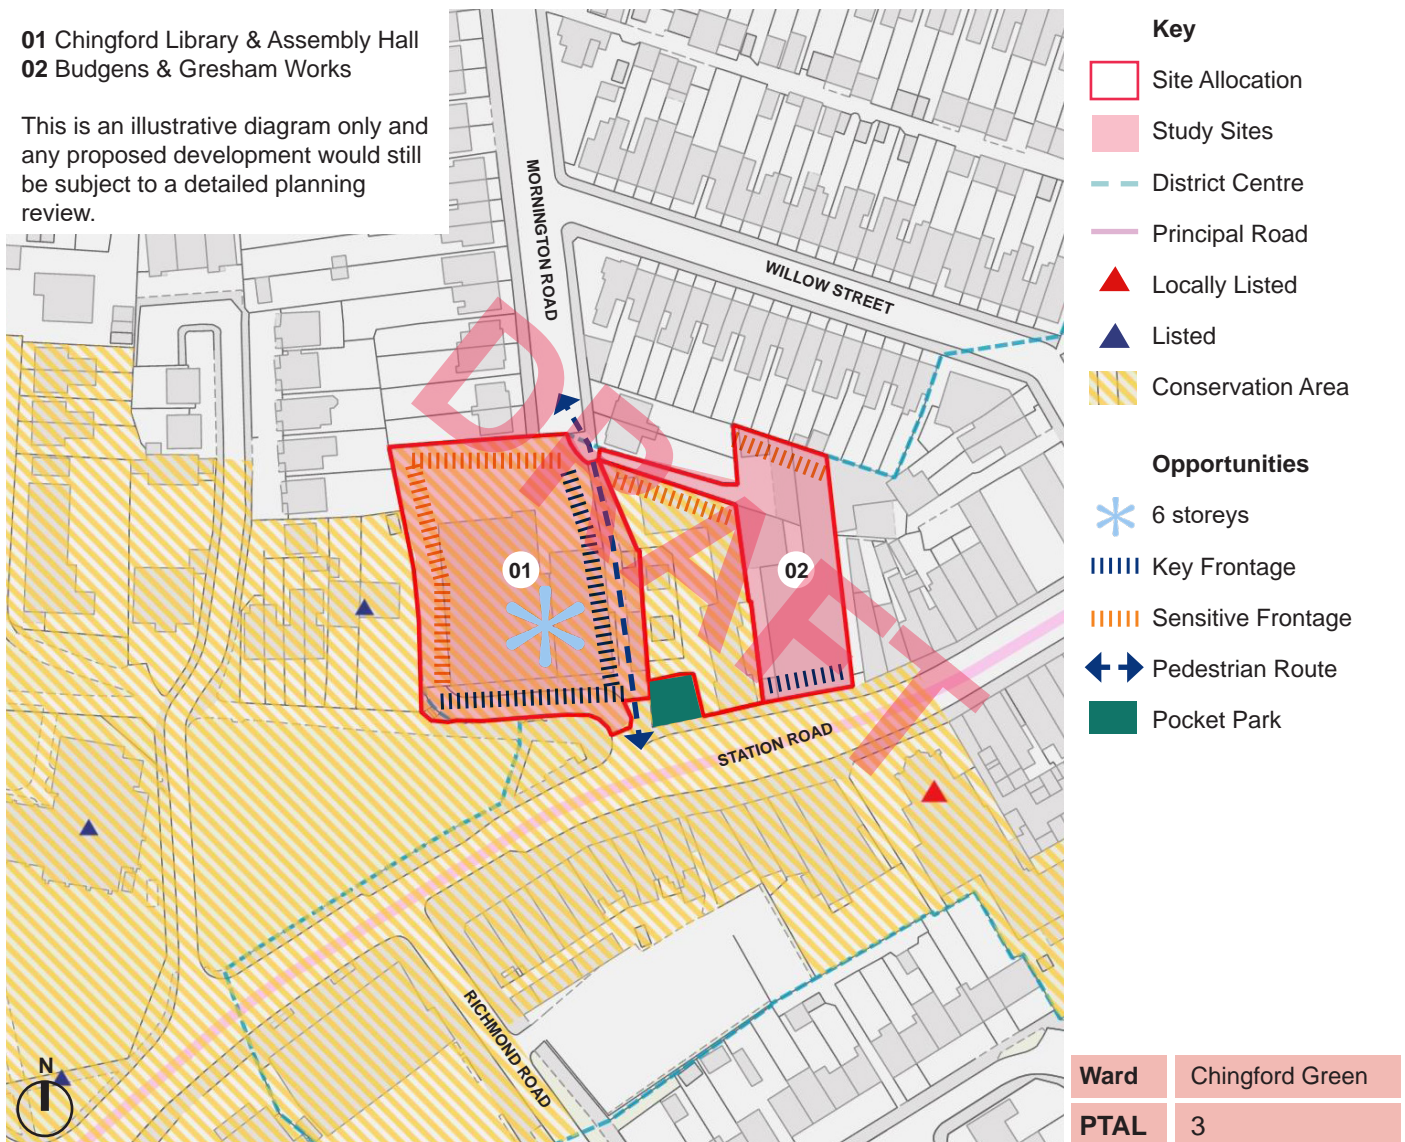 01 Chingford Library & Assembly Hall
02 Budgens & Gresham Works
This is an illustrative diagram only and
any proposed development would still
be subject to a detailed planning
review.
MORNINGTON ROAD
WILLOW STREET
DRAFT
01
02
STATION ROAD
RICHMOND ROAD
N
Key
Site Allocation
Study Sites
District Centre
Principal Road
Locally Listed
Listed
Conservation Area
Opportunities
6 storeys
Key Frontage
Sensitive Frontage
Pedestrian Route
Pocket Park
Ward Chingford Green
PTAL 3